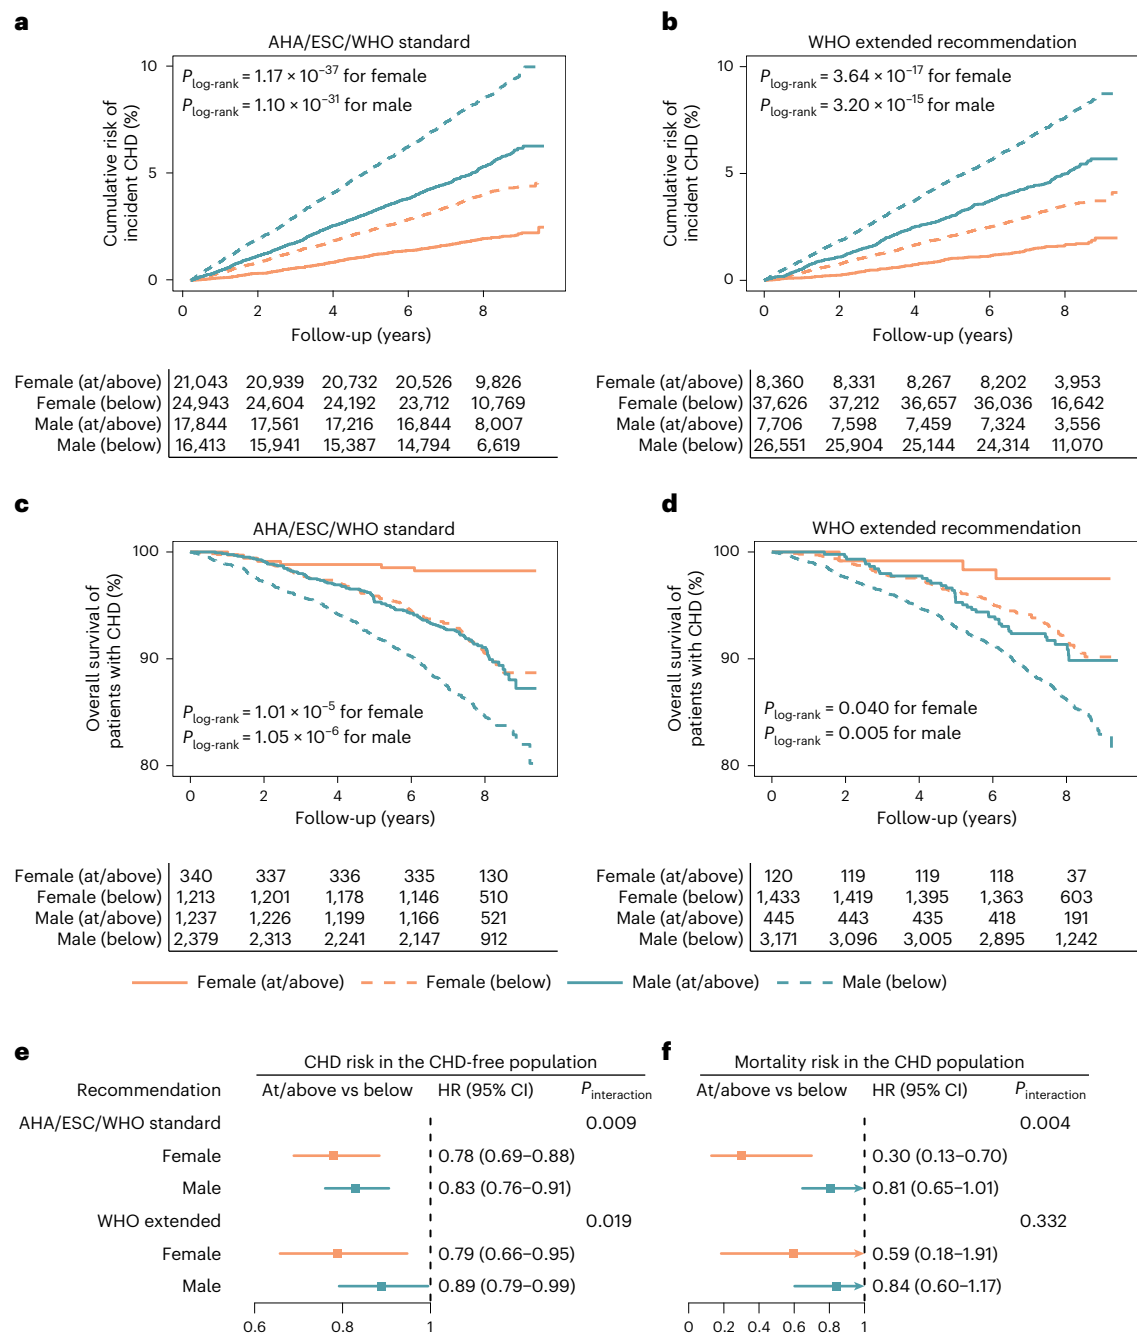 a
AHA/ESC/WHO standard
Cumulative risk of
incident CHD (%)
10
5
0
P log-rank = 1.17 × 10−37 for female
P log-rank = 1.10 × 10−31 for male
0 2 4 6 8
Follow-up (years)
Female (at/above) 21,043 20,939 20,732 20,526 9,826
Female (below) 24,943 24,604 24,192 23,712 10,769
Male (at/above) 17,844 17,561 17,216 16,844 8,007
Male (below) 16,413 15,941 15,387 14,794 6,619
b
WHO extended recommendation
Cumulative risk of
incident CHD (%)
10
5
0
P log-rank = 3.64 × 10−17 for female
P log-rank = 3.20 × 10−15 for male
0 2 4 6 8
Follow-up (years)
Female (at/above) 8,360 8,331 8,267 8,202 3,953
Female (below) 37,626 37,212 36,657 36,036 16,642
Male (at/above) 7,706 7,598 7,459 7,324 3,556
Male (below) 26,551 25,904 25,144 24,314 11,070
c
AHA/ESC/WHO standard
Overall survival of
patients with CHD (%)
100
90
80
P log-rank = 1.01 × 10−5 for female
P log-rank = 1.05 × 10−6 for male
0 2 4 6 8
Follow-up (years)
Female (at/above) 340 337 336 335 130
Female (below) 1,213 1,201 1,178 1,146 510
Male (at/above) 1,237 1,226 1,199 1,166 521
Male (below) 2,379 2,313 2,241 2,147 912
d
WHO extended recommendation
Overall survival of
patients with CHD (%)
100
90
80
P log-rank = 0.040 for female
P log-rank = 0.005 for male
0 2 4 6 8
Follow-up (years)
Female (at/above) 120 119 119 118 37
Female (below) 1,433 1,419 1,395 1,363 603
Male (at/above) 445 443 435 418 191
Male (below) 3,171 3,096 3,005 2,895 1,242
Female (at/above) Female (below) Male (at/above) Male (below)
e
CHD risk in the CHD-free population
Recommendation At/above vs below HR (95% CI) P interaction
AHA/ESC/WHO standard 0.009
Female 0.78 (0.69–0.88)
Male 0.83 (0.76–0.91)
WHO extended 0.019
Female 0.79 (0.66–0.95)
Male 0.89 (0.79–0.99)
0.6 0.8 1
f
Mortality risk in the CHD population
At/above vs below HR (95% CI) P interaction
0.004
0.30 (0.13–0.70)
0.81 (0.65–1.01)
0.332
0.59 (0.18–1.91)
0.84 (0.60–1.17)
0 0.2 0.4 0.6 0.8 1